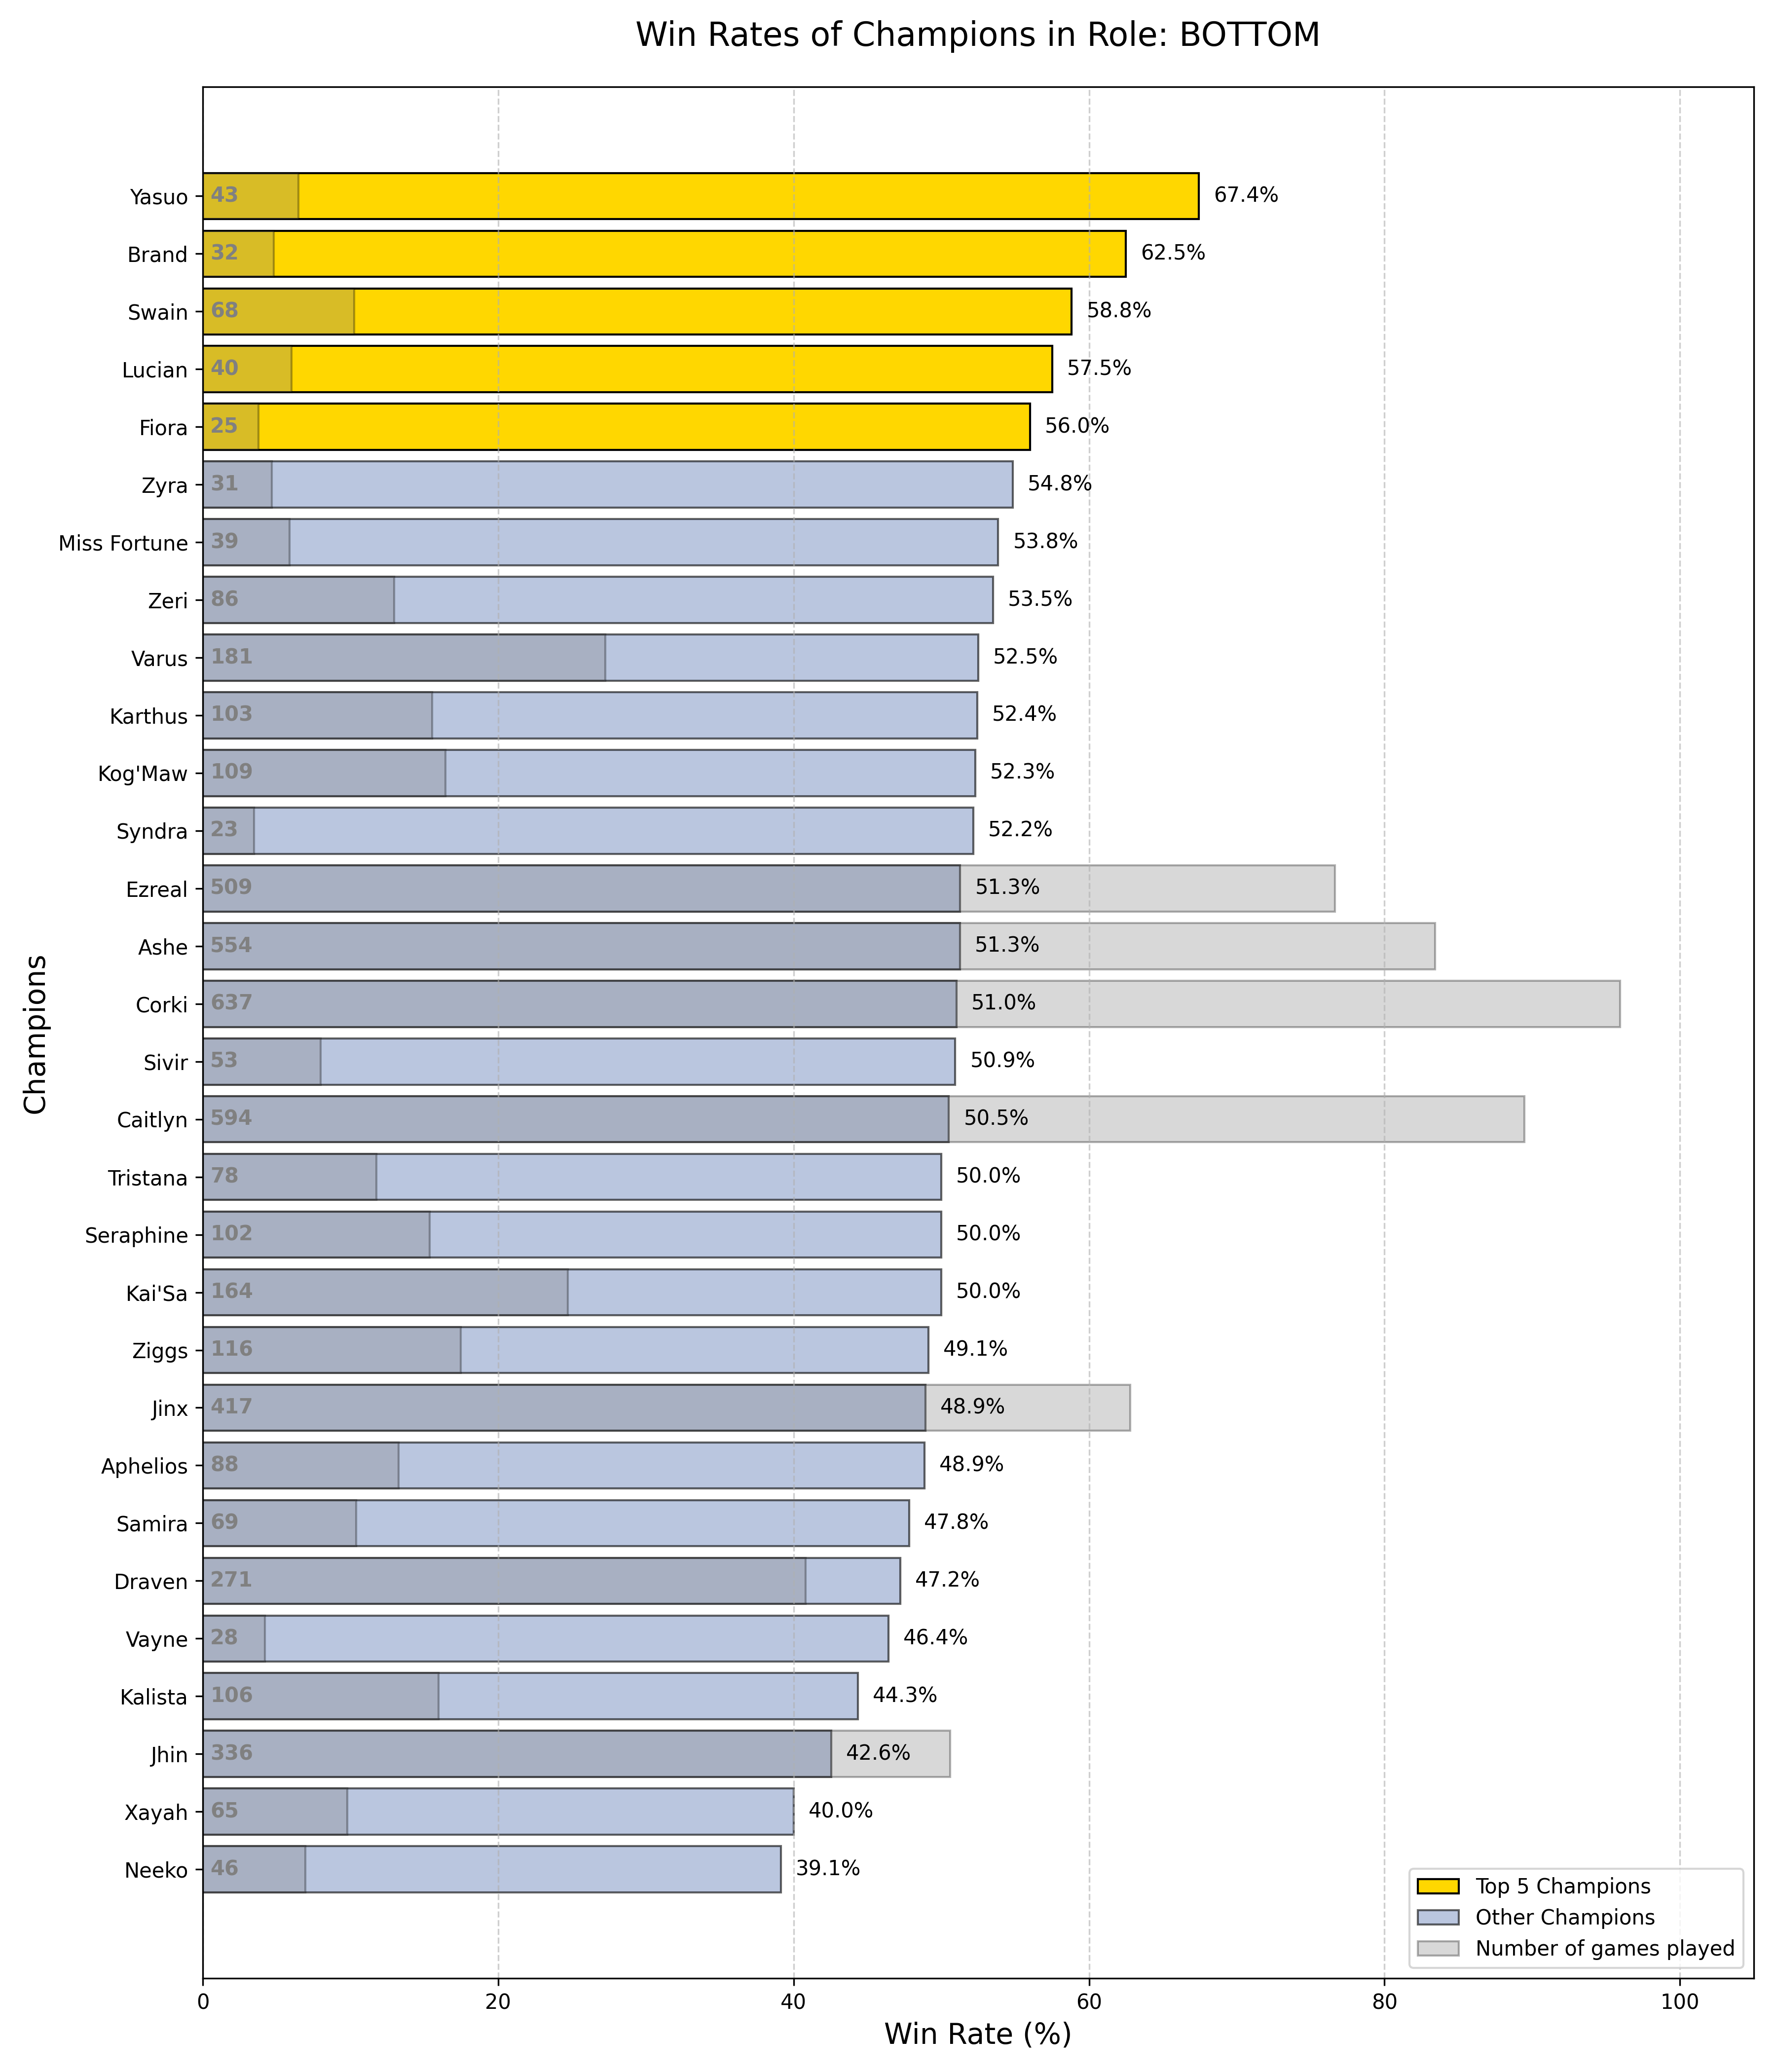 Win Rates of Champions in Role: BOTTOM
Yasuo 43 67.4%
Brand 32 62.5%
Swain 68 58.8%
Lucian 40 57.5%
Fiora 25 56.0%
Zyra 31 54.8%
Miss Fortune 39 53.8%
Zeri 86 53.5%
Varus 181 52.5%
Karthus 103 52.4%
Kog'Maw 109 52.3%
Syndra 23 52.2%
Ezreal 509 51.3%
Ashe 554 51.3%
Corki 637 51.0%
Sivir 53 50.9%
Caitlyn 594 50.5%
Tristana 78 50.0%
Seraphine 102 50.0%
Kai'Sa 164 50.0%
Ziggs 116 49.1%
Jinx 417 48.9%
Aphelios 88 48.9%
Samira 69 47.8%
Draven 271 47.2%
Vayne 28 46.4%
Kalista 106 44.3%
Jhin 336 42.6%
Xayah 65 40.0%
Neeko 46 39.1%
Champions
Top 5 Champions
Other Champions
Number of games played
0 20 40 60 80 100
Win Rate (%)